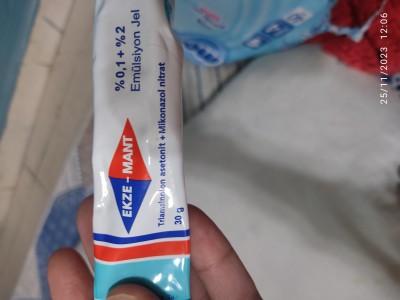 %0,1 + %2
Emülsiyon Jel
EKZE - MANT
Triamsinolon asetonit + Mikonazol nitrat
30 g
25/11/2023 12:06